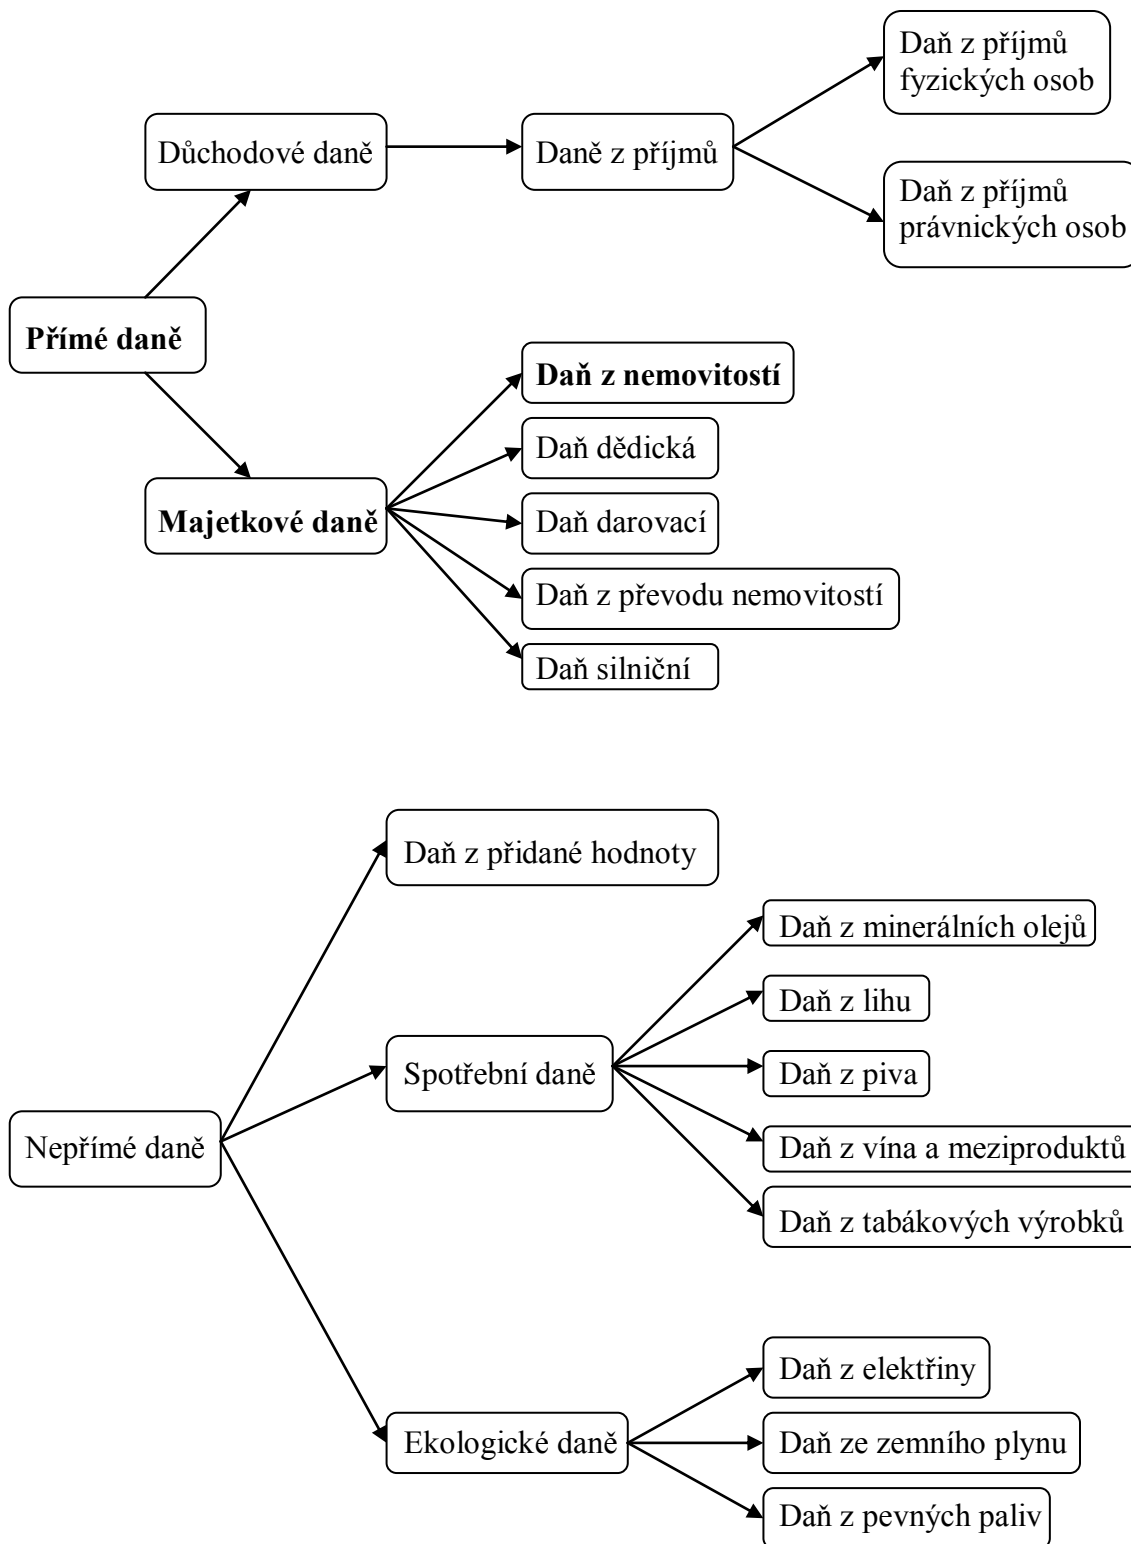 Daň z příjmů
fyzických osob
Důchodové daně
Daně z příjmů
Daň z příjmů
právnických osob
Přímé daně
Daň z nemovitostí
Daň dědická
Majetkové daně
Daň darovací
Daň z převodu nemovitostí
Daň silniční
Daň z přidané hodnoty
Daň z minerálních olejů
Daň z lihu
Spotřební daně
Daň z piva
Nepřímé daně
Daň z vína a meziproduktů
Daň z tabákových výrobků
Daň z elektřiny
Ekologické daně
Daň ze zemního plynu
Daň z pevných paliv